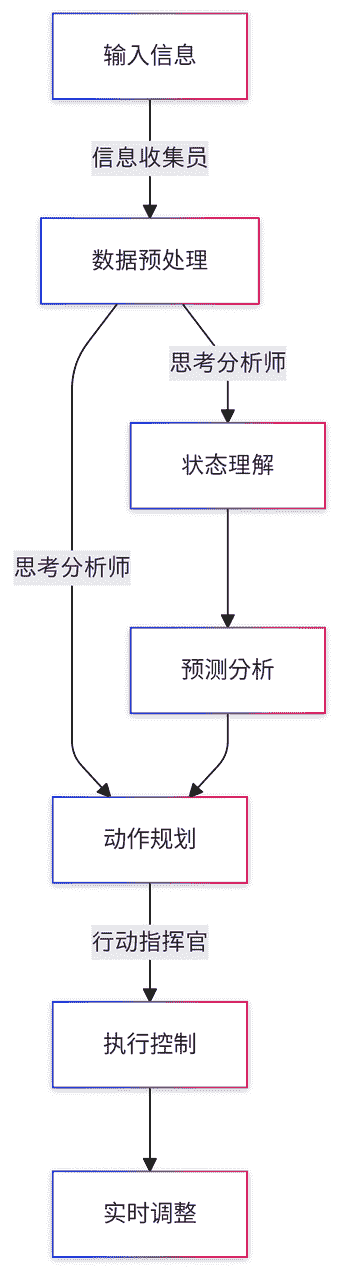 输入信息
信息收集员
数据预处理
思考分析师
状态理解
思考分析师
预测分析
动作规划
行动指挥官
执行控制
实时调整